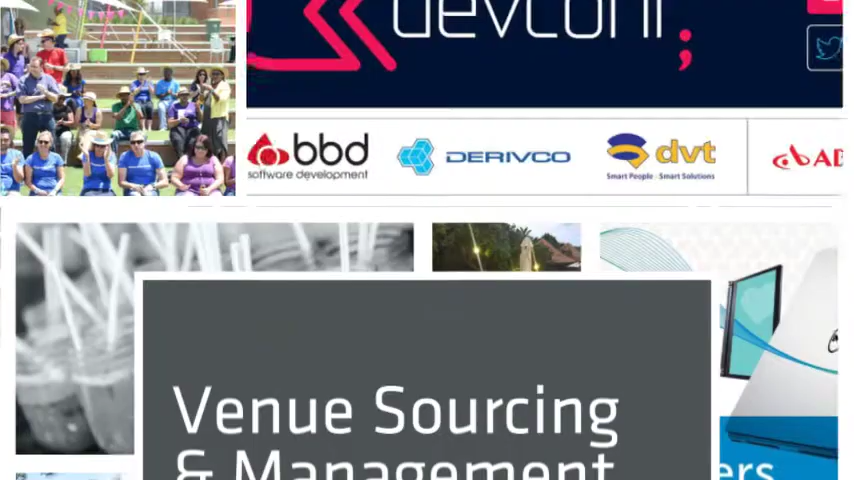 devconf;
bbd
software development
DERIVCO
dvt
Smart People · Smart Solutions
Venue Sourcing
& Management